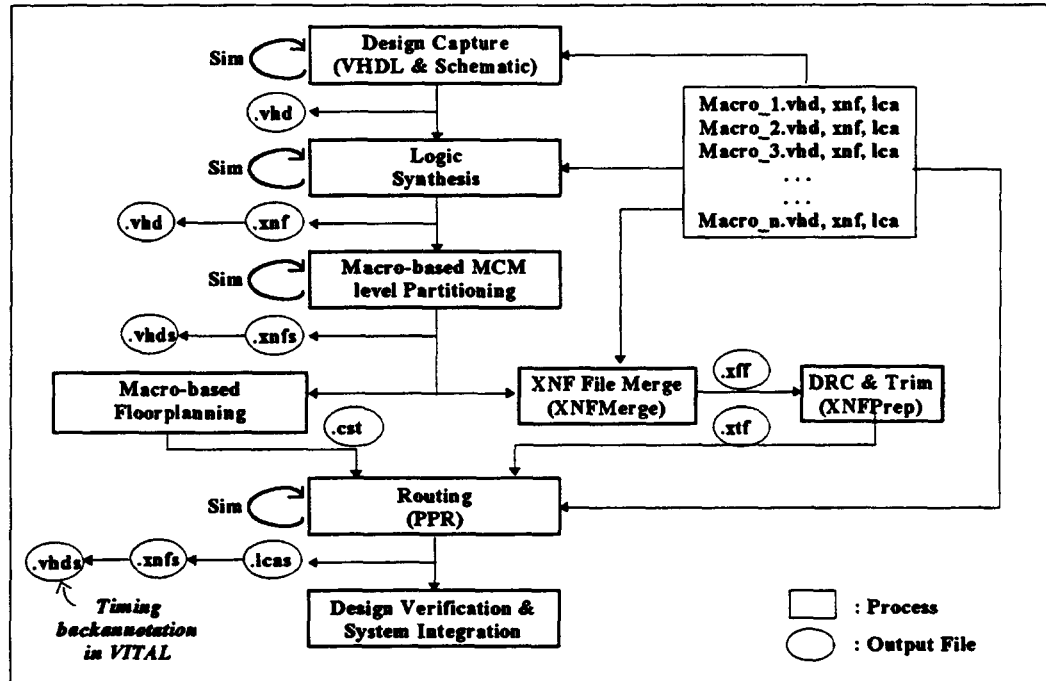 Sim
Design Capture
(VHDL & Schematic)
.vhd
Macro_1.vhd, xnf, lca
Macro_2.vhd, xnf, lca
Macro_3.vhd, xnf, lca
...
...
Macro_n.vhd, xnf, lca
Sim
Logic
Synthesis
.vhd
.xnf
Sim
Macro-based MCM
level Partitioning
.vhds
.xnfs
Macro-based
Floorplanning
XNF File Merge
(XNFMerge)
.xff
DRC & Trim
(XNFPrep)
.cst
.xtf
Sim
Routing
(PPR)
.vhds
.xnfs
.lcas
Timing
backannotation
in VITAL
Design Verification &
System Integration
: Process
: Output File